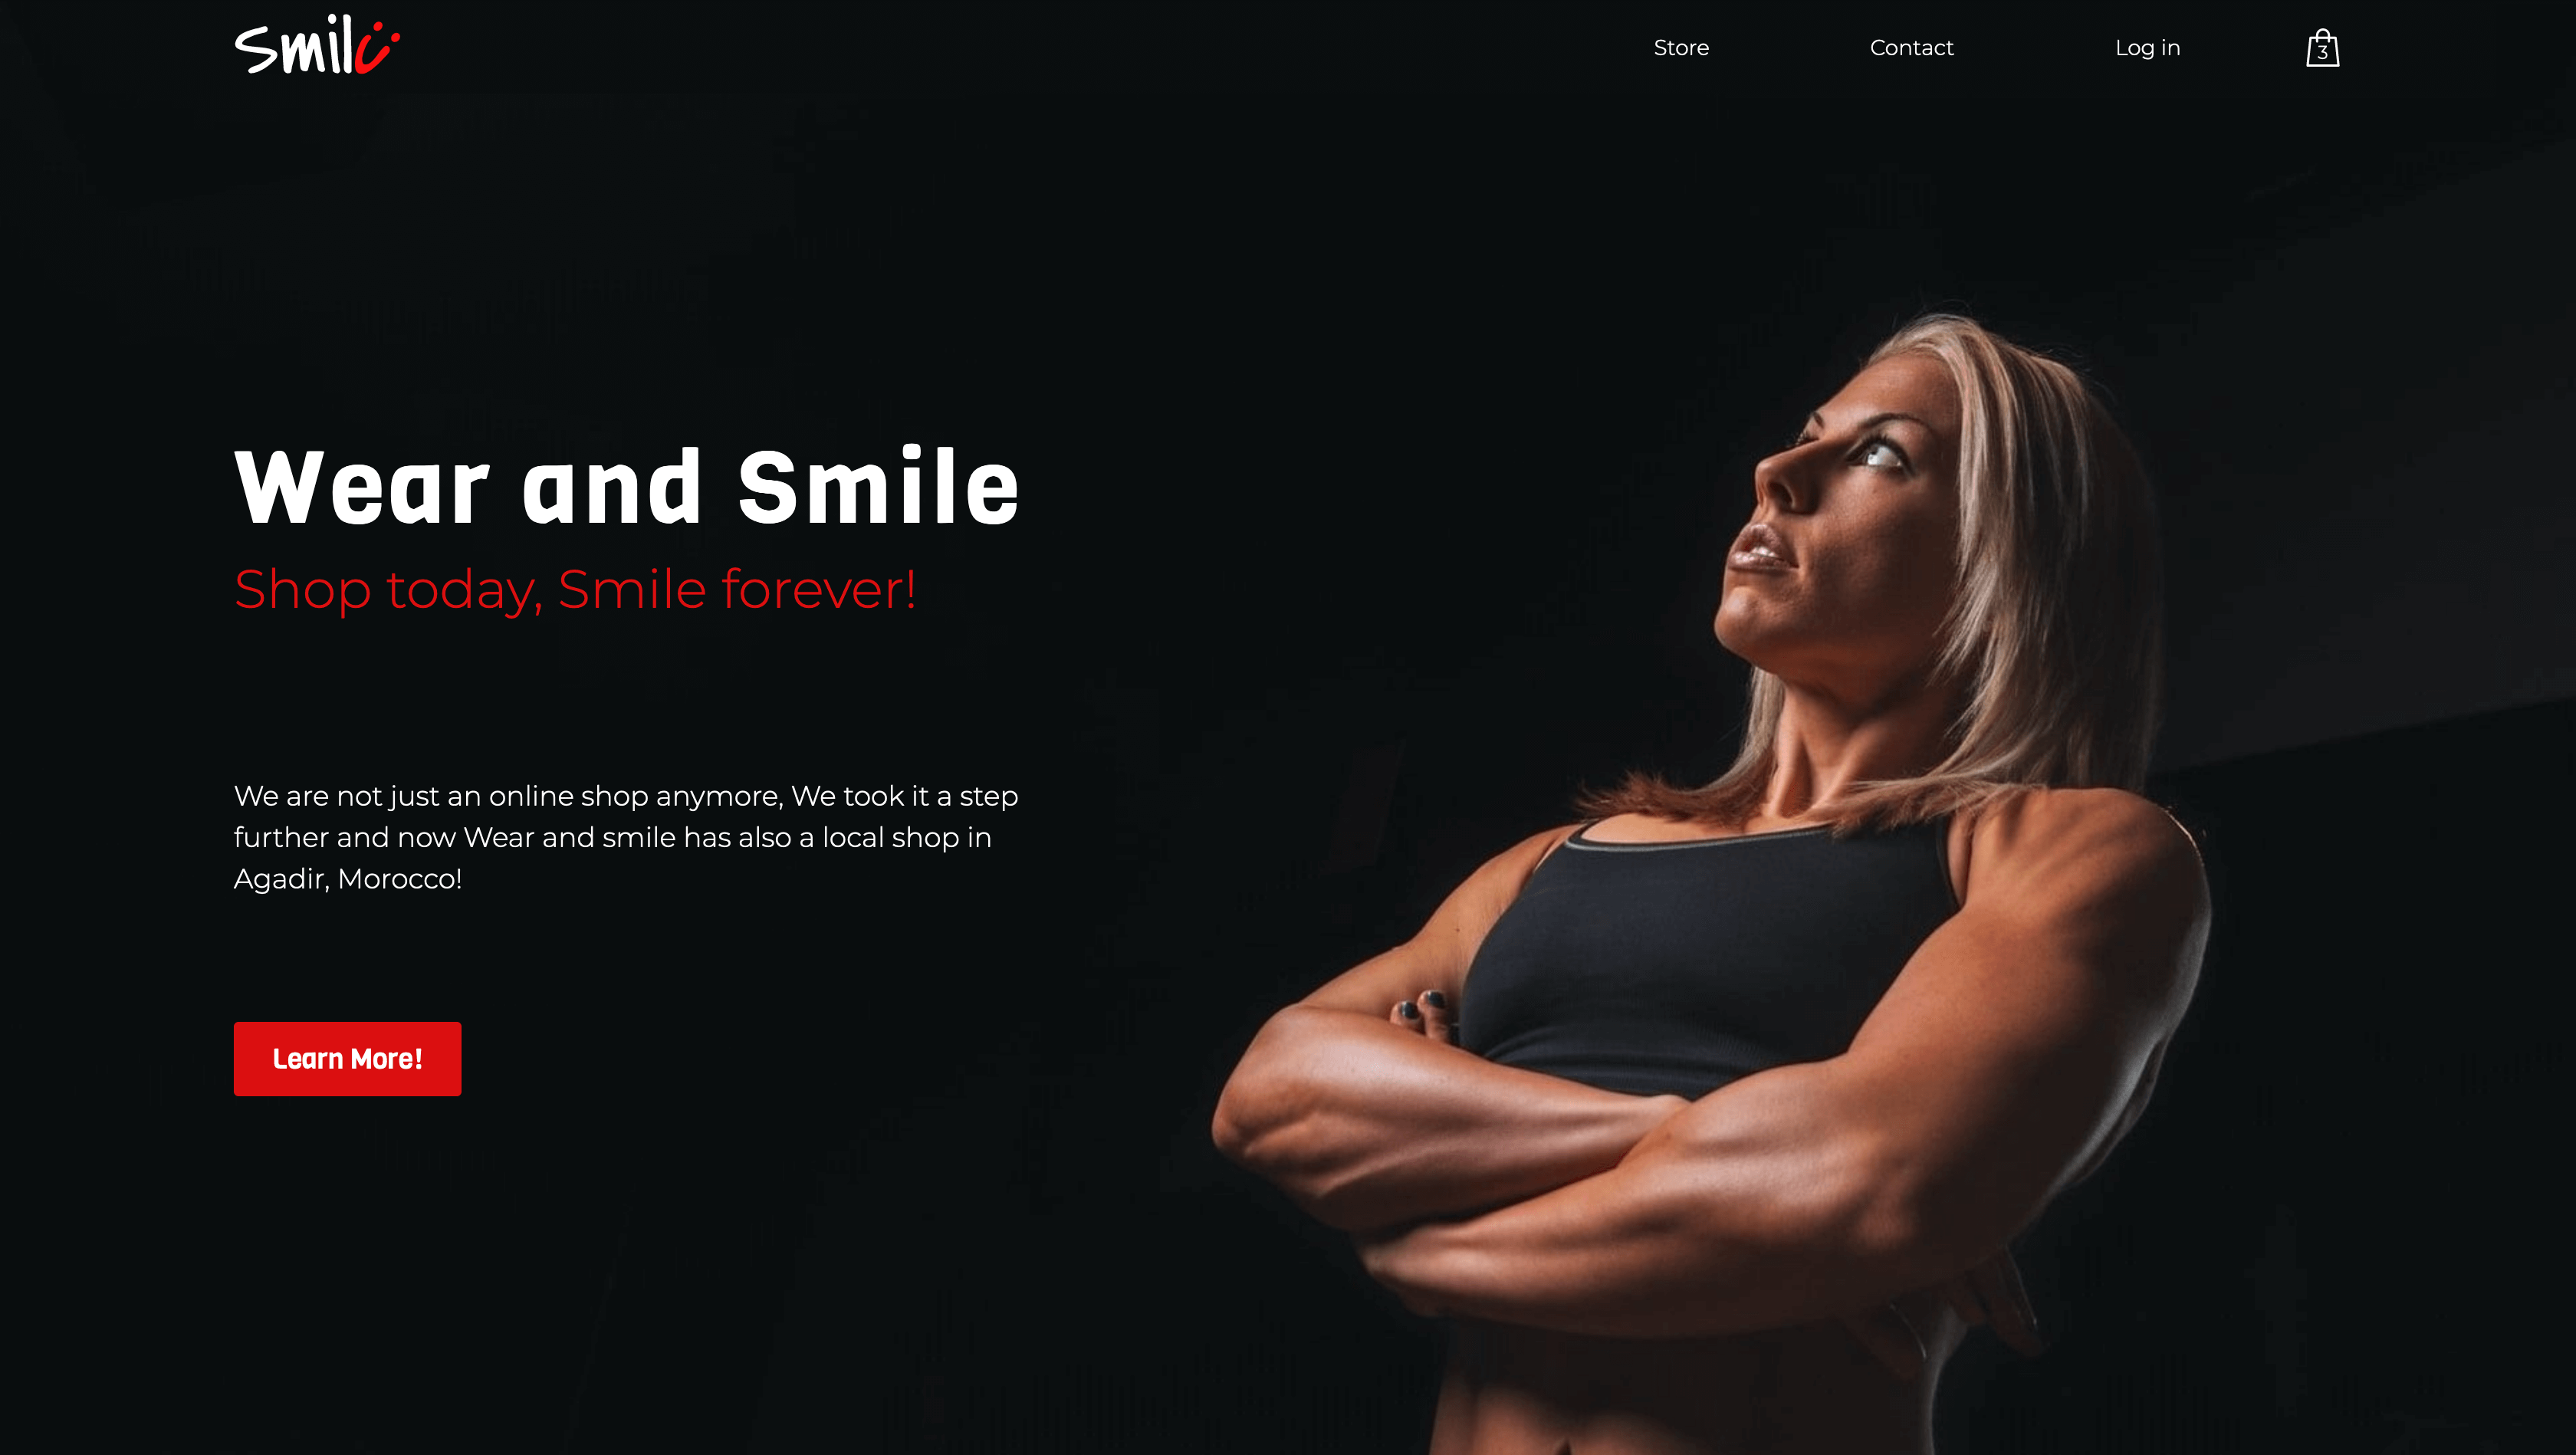 Smile
Store
Contact
Log in
3
Wear and Smile
Shop today, Smile forever!
We are not just an online shop anymore, We took it a step
further and now Wear and smile has also a local shop in
Agadir, Morocco!
Learn More!